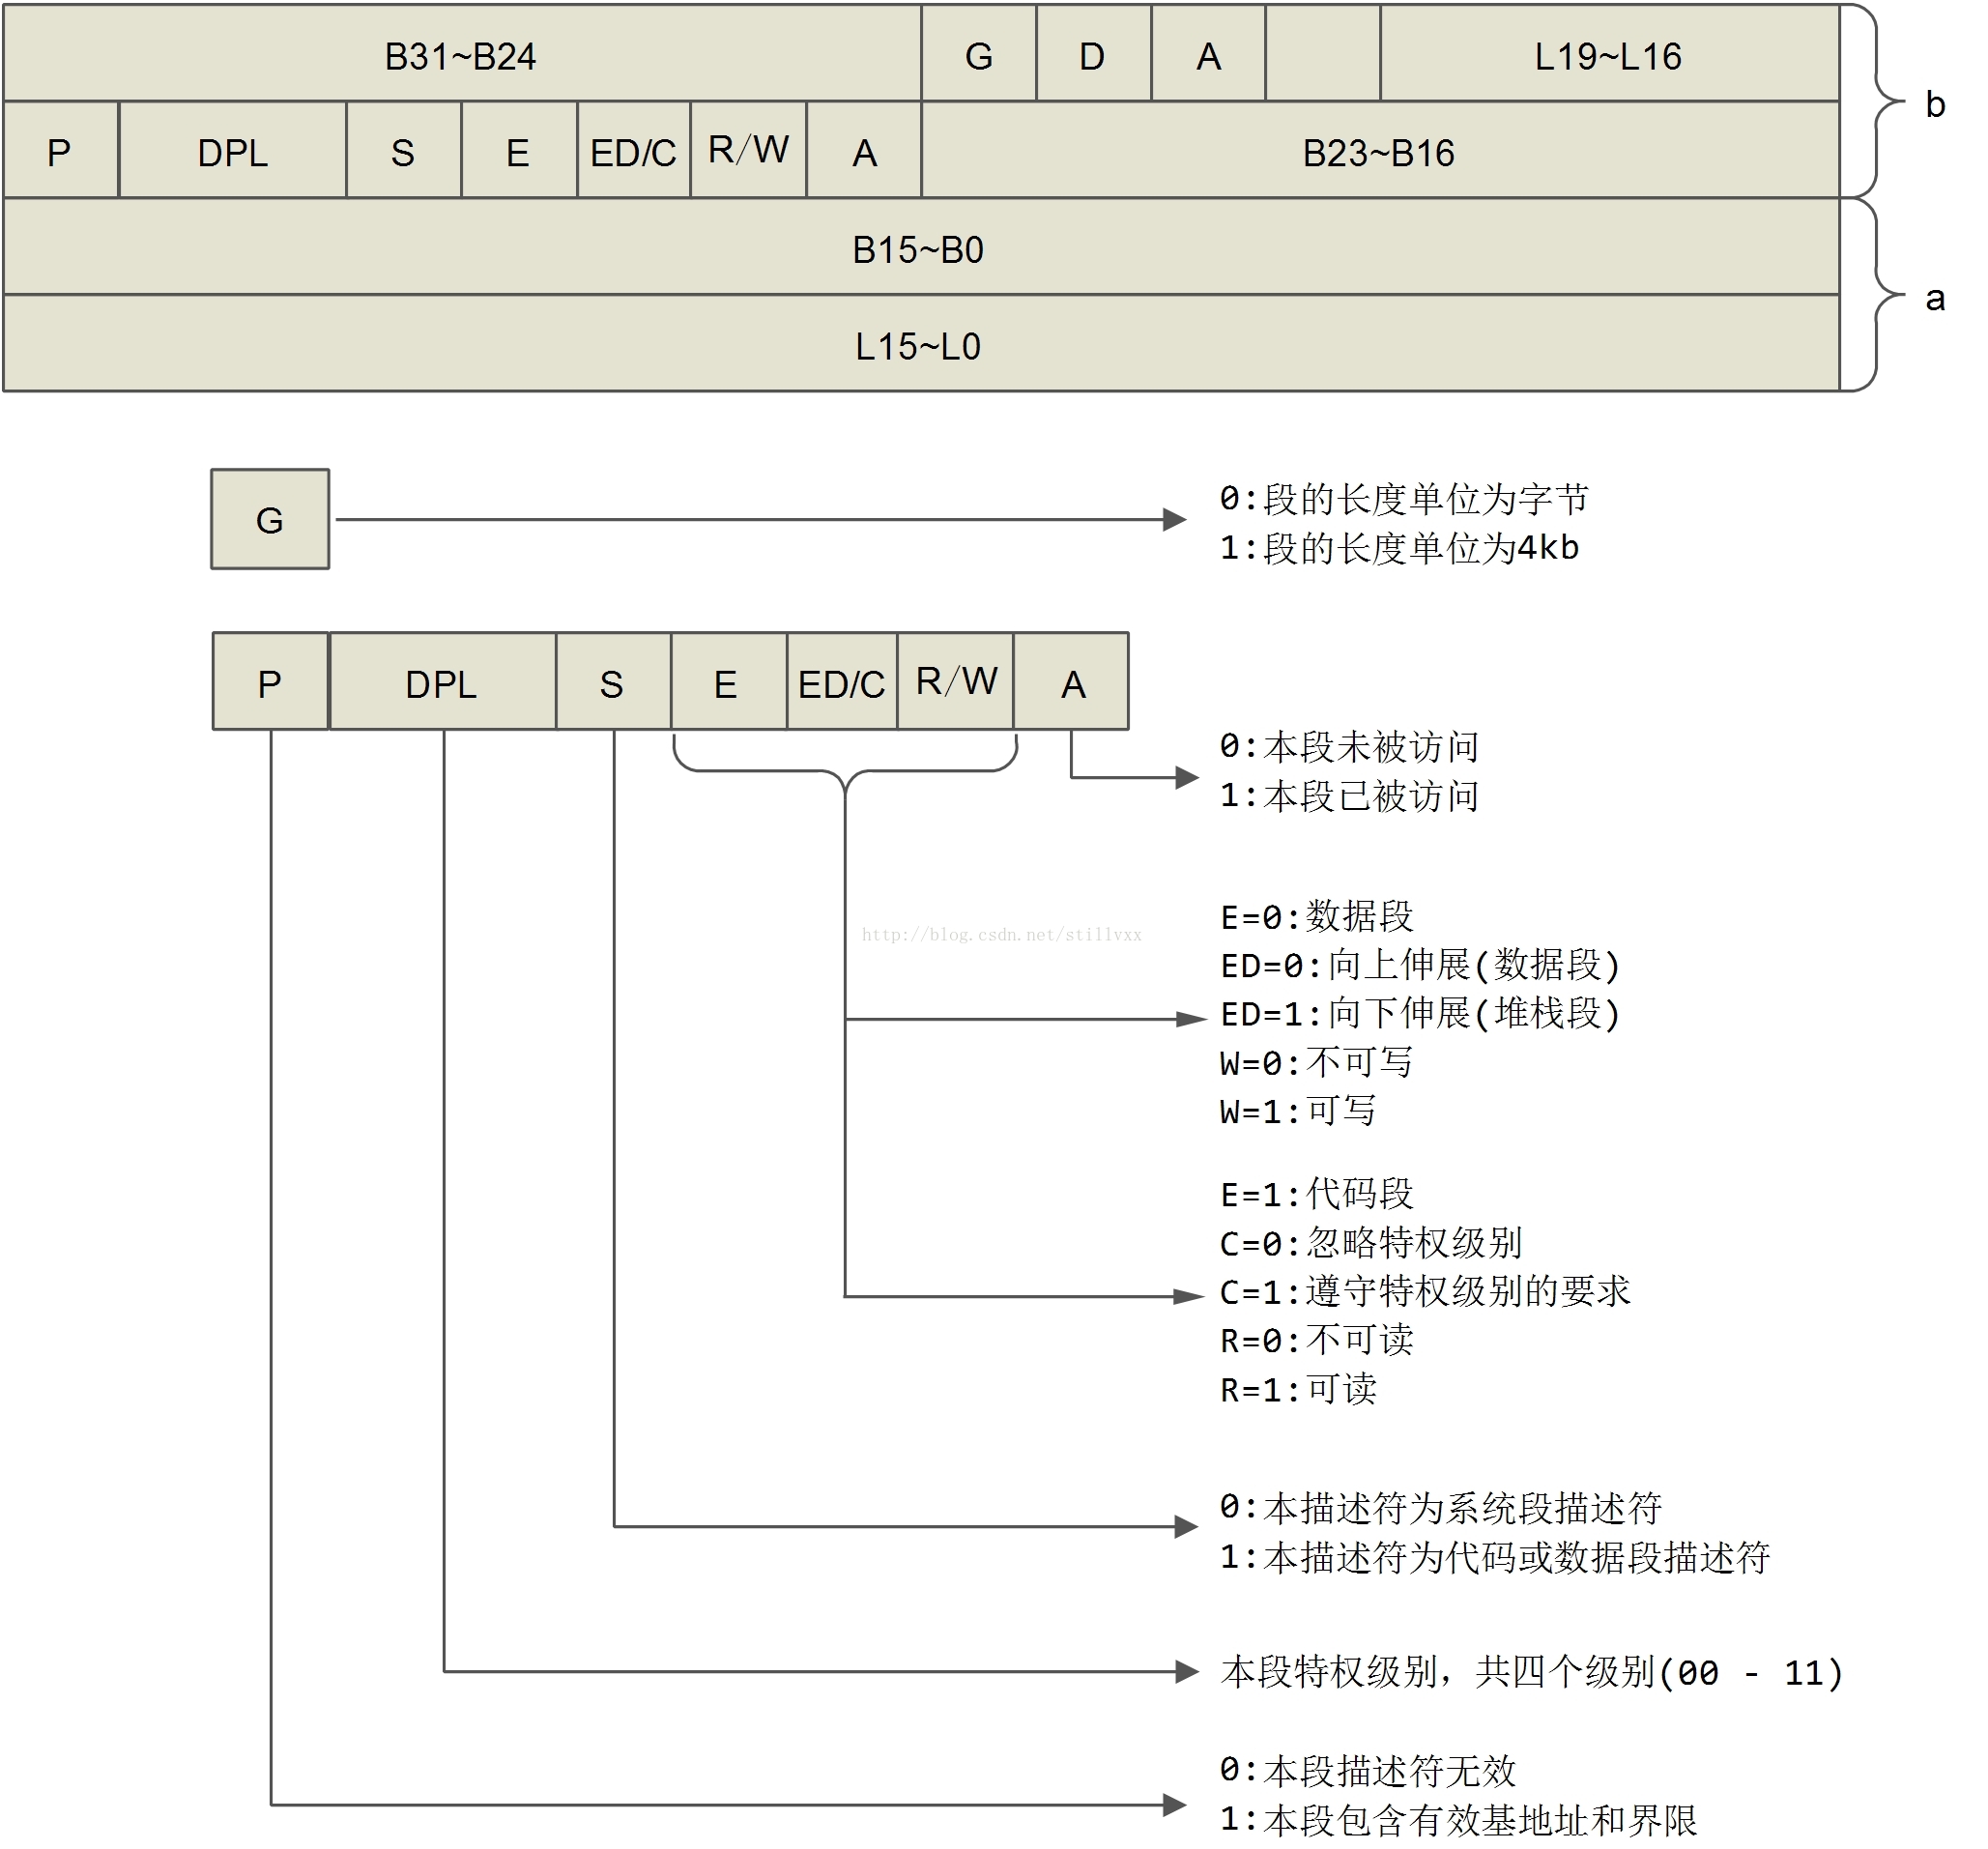 B31~B24 G D A L19~L16
b
P DPL S E ED/C R/W A B23~B16
B15~B0
a
L15~L0
G
0:段的长度单位为字节
1:段的长度单位为4kb
P DPL S E ED/C R/W A
0:本段未被访问
1:本段已被访问
http://blog.csdn.net/stillvxx
E=0:数据段
ED=0:向上伸展(数据段)
ED=1:向下伸展(堆栈段)
W=0:不可写
W=1:可写
E=1:代码段
C=0:忽略特权级别
C=1:遵守特权级别的要求
R=0:不可读
R=1:可读
0:本描述符为系统段描述符
1:本描述符为代码或数据段描述符
本段特权级别，共四个级别(00 - 11)
0:本段描述符无效
1:本段包含有效基地址和界限